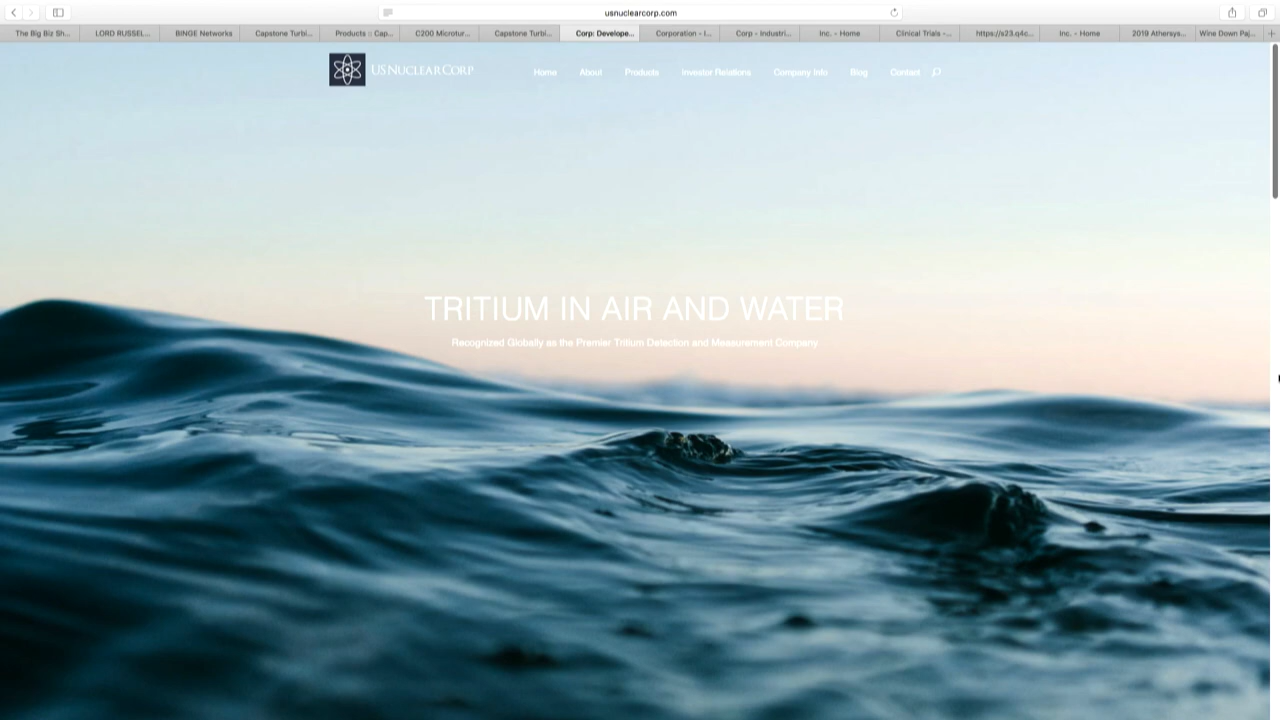 usnuclearcorp.com
The Big Biz Sh...
LORD RUSSEL...
BINGE Networks
Capstone Turbi...
Products :: Cap...
C200 Microtur...
Capstone Turbi...
Corp: Develope...
Corporation - I...
Corp - Industri...
Inc. - Home
Clinical Trials -...
https://s23.q4c...
Inc. - Home
2019 Athersys...
Wine Down Paj...
US NUCLEAR CORP
Home
About
Products
Investor Relations
Company Info
Blog
Contact
TRITIUM IN AIR AND WATER
Recognized Globally as the Premier Tritium Detection and Measurement Company.